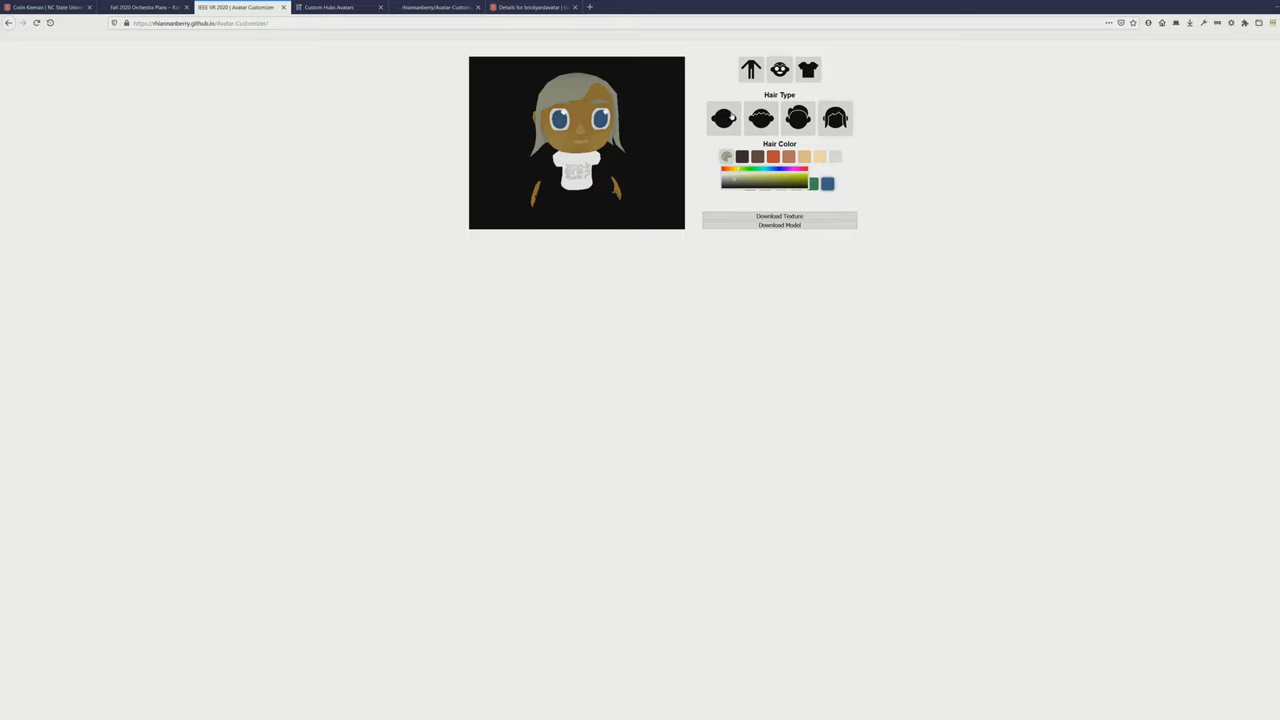 Colin Keenan | NC State Univer
Fall 2020 Orchestra Plans – Ra
IEEE VR 2020 | Avatar Customizer
Custom Hubs Avatars
rhiannanberry/Avatar-Custom
Details for brickyardavatar | G
https://rhiannanberry.github.io/Avatar-Customizer/
Hair Type
Hair Color
Download Texture
Download Model